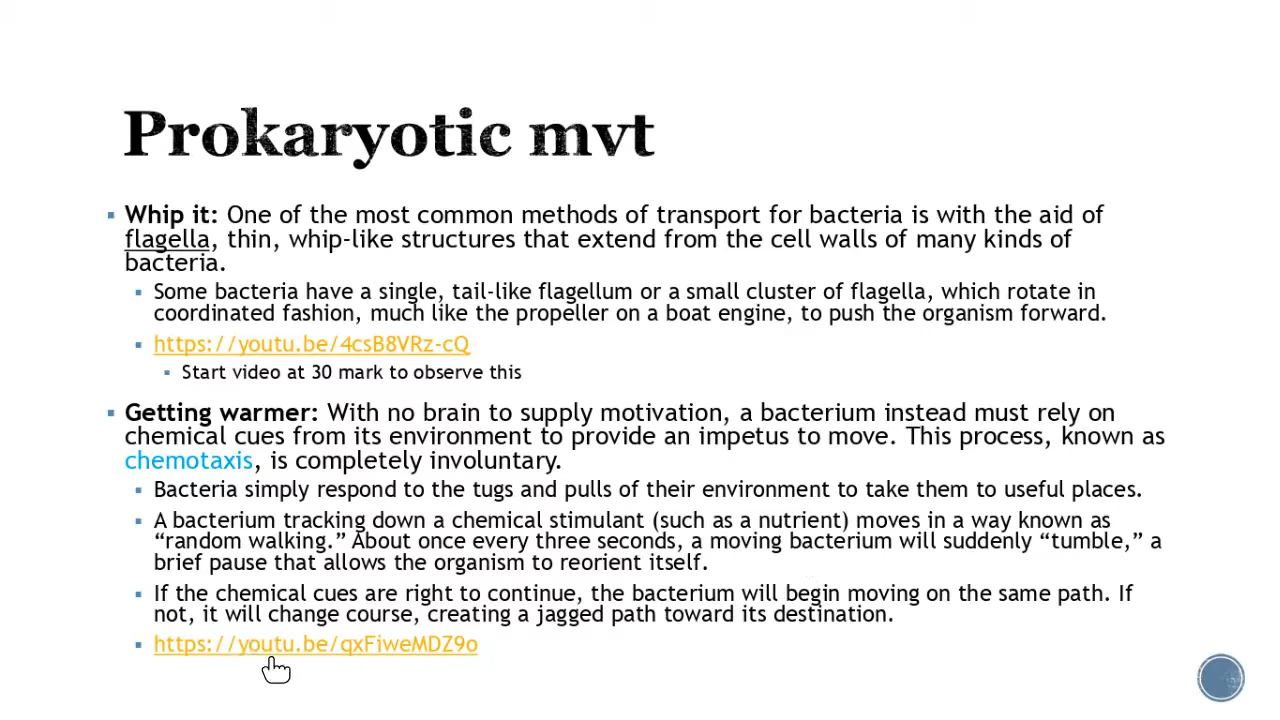 Prokaryotic mvt
Whip it: One of the most common methods of transport for bacteria is with the aid of
flagella, thin, whip-like structures that extend from the cell walls of many kinds of
bacteria.
Some bacteria have a single, tail-like flagellum or a small cluster of flagella, which rotate in
coordinated fashion, much like the propeller on a boat engine, to push the organism forward.
https://youtu.be/4csB8VRz-cQ
Start video at 30 mark to observe this
Getting warmer: With no brain to supply motivation, a bacterium instead must rely on
chemical cues from its environment to provide an impetus to move. This process, known as
chemotaxis, is completely involuntary.
Bacteria simply respond to the tugs and pulls of their environment to take them to useful places.
A bacterium tracking down a chemical stimulant (such as a nutrient) moves in a way known as
“random walking.” About once every three seconds, a moving bacterium will suddenly “tumble,” a
brief pause that allows the organism to reorient itself.
If the chemical cues are right to continue, the bacterium will begin moving on the same path. If
not, it will change course, creating a jagged path toward its destination.
https://youtu.be/qxFiweMDZ9o